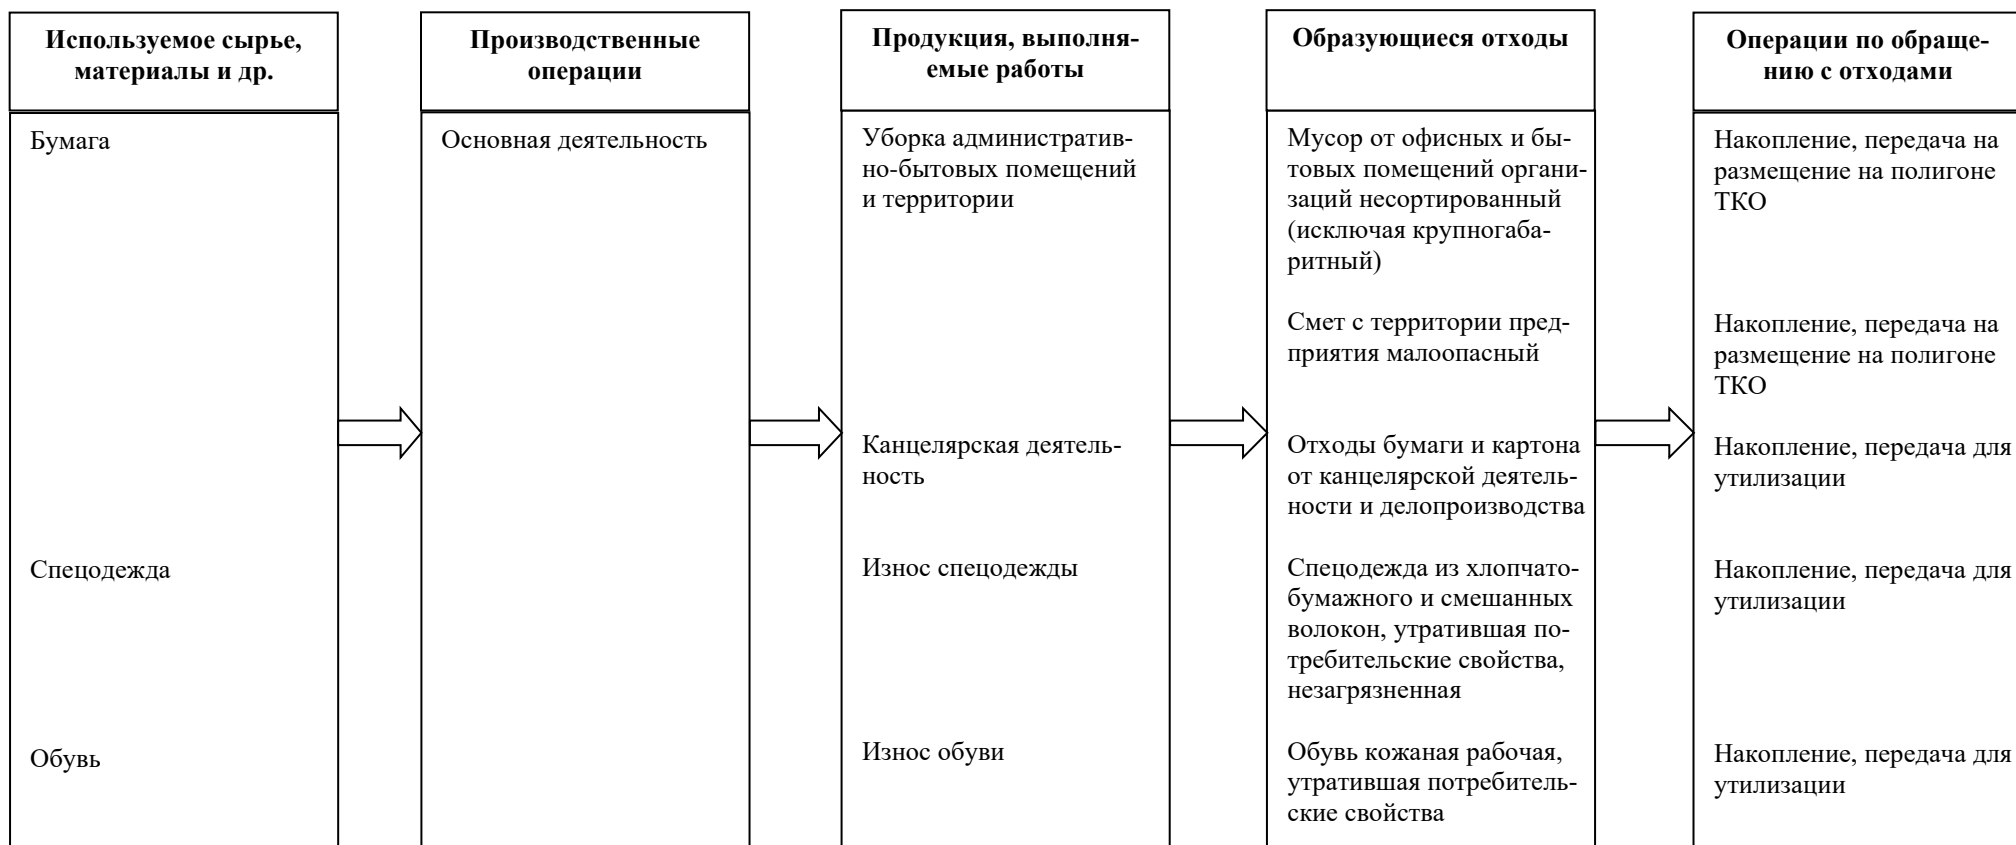 Используемое сырье,
материалы и др.
Производственные
операции
Продукция, выполня-
емые работы
Образующиеся отходы
Операции по обраще-
нию с отходами
Бумага
Спецодежда
Обувь
Основная деятельность
Уборка административ-
но-бытовых помещений
и территории
Канцелярская деятель-
ность
Износ спецодежды
Износ обуви
Мусор от офисных и бы-
товых помещений органи-
заций несортированный
(исключая крупногаба-
ритный)
Смет с территории пред-
приятия малоопасный
Отходы бумаги и картона
от канцелярской деятель-
ности и делопроизводства
Спецодежда из хлопчато-
бумажного и смешанных
волокон, утратившая по-
требительские свойства,
незагрязненная
Обувь кожаная рабочая,
утратившая потребитель-
ские свойства
Накопление, передача на
размещение на полигоне
ТКО
Накопление, передача на
размещение на полигоне
ТКО
Накопление, передача для
утилизации
Накопление, передача для
утилизации
Накопление, передача для
утилизации